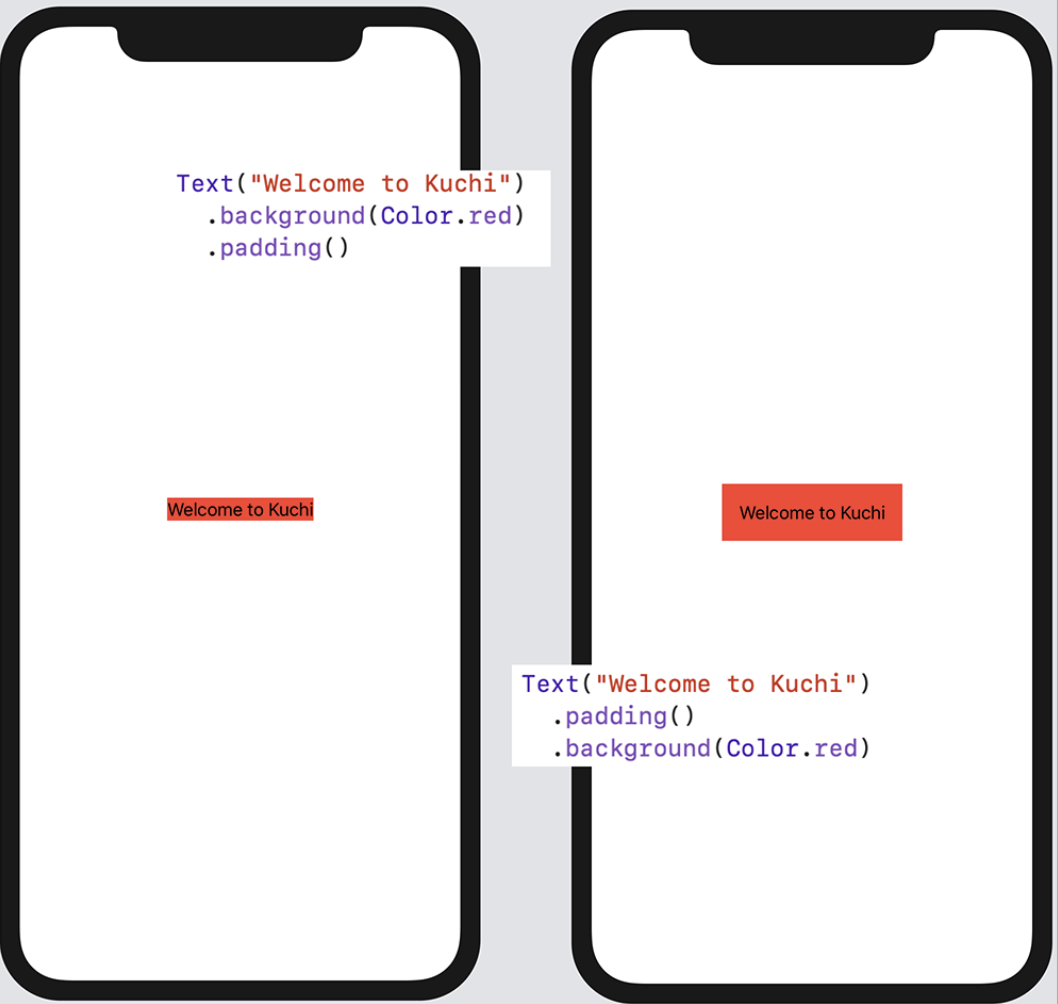 Text("Welcome to Kuchi")
  .background(Color.red)
  .padding()
Welcome to Kuchi
Welcome to Kuchi
Text("Welcome to Kuchi")
  .padding()
  .background(Color.red)